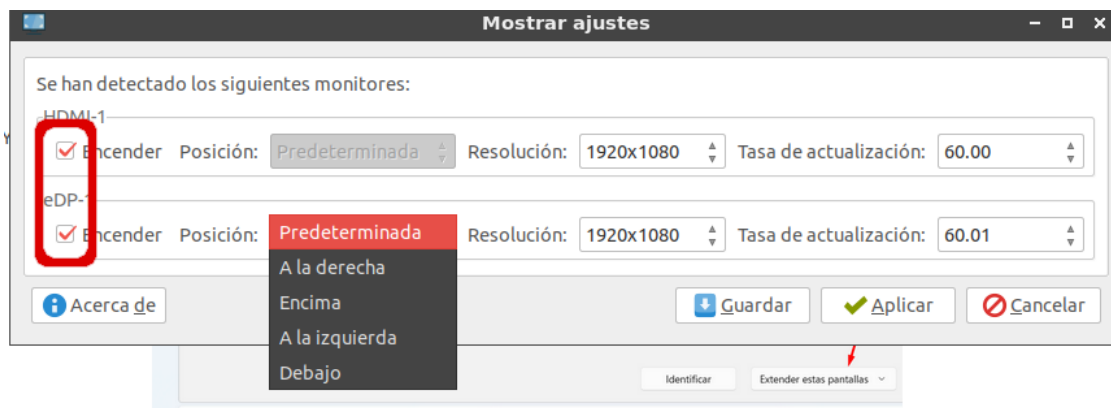 Mostrar ajustes
Se han detectado los siguientes monitores:
HDMI-1
Encender Posición: Predeterminada Resolución: 1920x1080 Tasa de actualización: 60.00
eDP-1
Encender Posición: Predeterminada Resolución: 1920x1080 Tasa de actualización: 60.01
A la derecha
Encima
A la izquierda
Debajo
Acerca de Guardar Aplicar Cancelar
Identificar Extender estas pantallas